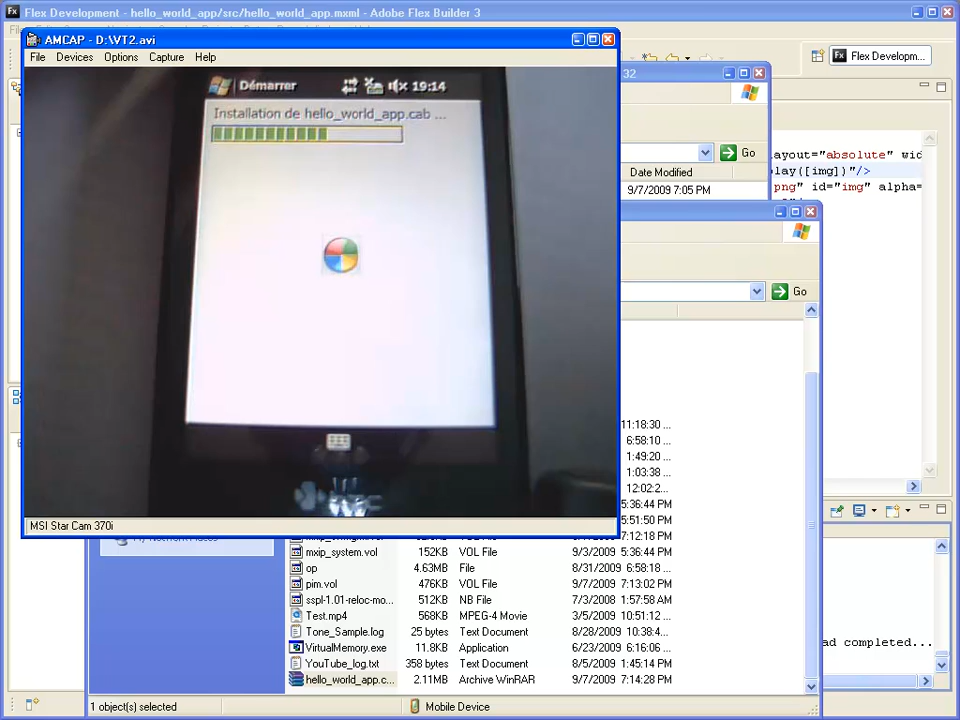 Flex Development - hello_world_app/src/hello_world_app.mxml - Adobe Flex Builder 3
AMCAP - D:\VT2.avi
File Devices Options Capture Help
Démarrer 19:14
Installation de hello_world_app.cab ...
Flex Developm...
32
Go
Date Modified
9/7/2009 7:05 PM
ayout="absolute" wid
lay([img])"/>
png" id="img" alpha=
Go
11:18:30 ...
6:58:10 ...
1:49:20 ...
1:03:38 ...
12:02:2...
5:36:44 PM
5:51:50 PM
7:12:18 PM
mxip_system.vol 152KB VOL File 9/3/2009 5:36:44 PM
op 4.63MB File 8/31/2009 6:58:18 ...
pim.vol 476KB VOL File 9/7/2009 7:13:02 PM
sspl-1.01-reloc-mo... 512KB NB File 7/3/2008 1:57:58 AM
Test.mp4 568KB MPEG-4 Movie 3/5/2009 10:51:12 ...
Tone_Sample.log 25 bytes Text Document 8/28/2009 10:38:4...
VirtualMemory.exe 11.8KB Application 6/23/2009 6:16:06 ...
YouTube_log.txt 358 bytes Text Document 8/5/2009 1:45:14 PM
hello_world_app.c... 2.11MB Archive WinRAR 9/7/2009 7:14:28 PM
ad completed...
MSI Star Cam 370i
1 object(s) selected
Mobile Device